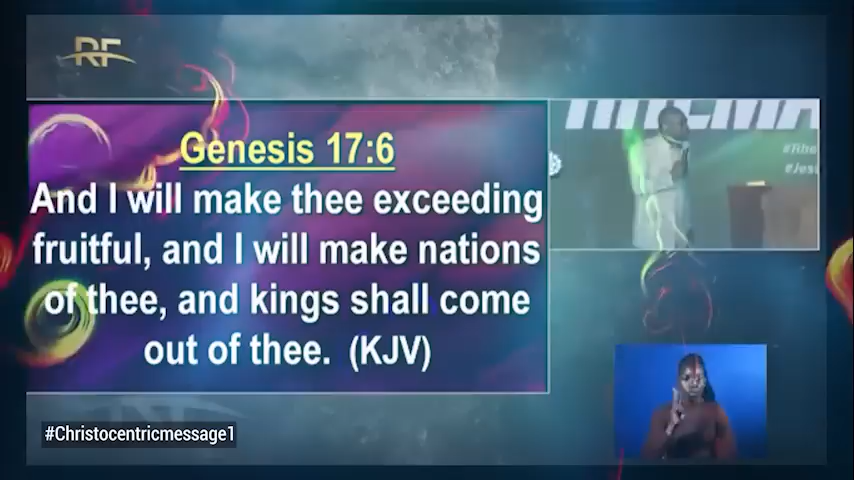 RF
Genesis 17:6
And I will make thee exceeding
fruitful, and I will make nations
of thee, and kings shall come
out of thee. (KJV)
#Christocentricmessage1